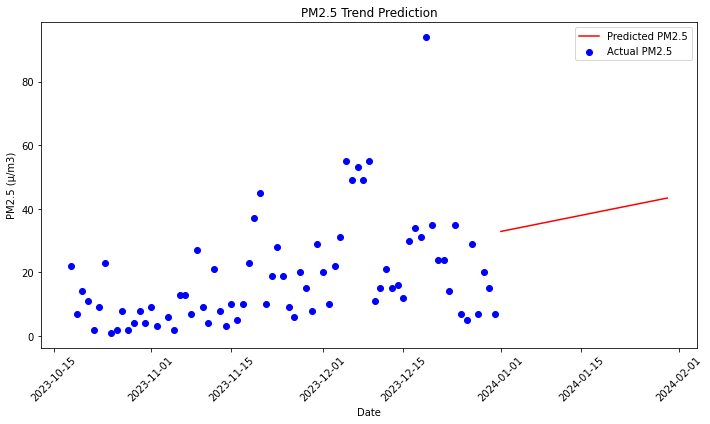 PM2.5 Trend Prediction
Predicted PM2.5
Actual PM2.5
PM2.5 (µ/m3)
80
60
40
20
0
2023-10-15
2023-11-01
2023-11-15
2023-12-01
2023-12-15
2024-01-01
2024-01-15
2024-02-01
Date